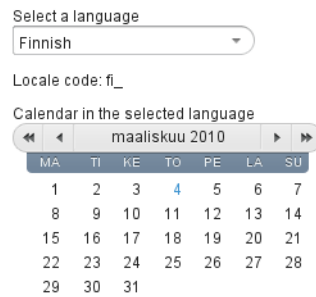 Select a language
Finnish
Locale code: fi_
Calendar in the selected language
maaliskuu 2010
MA TI KE TO PE LA SU
1 2 3 4 5 6 7
8 9 10 11 12 13 14
15 16 17 18 19 20 21
22 23 24 25 26 27 28
29 30 31